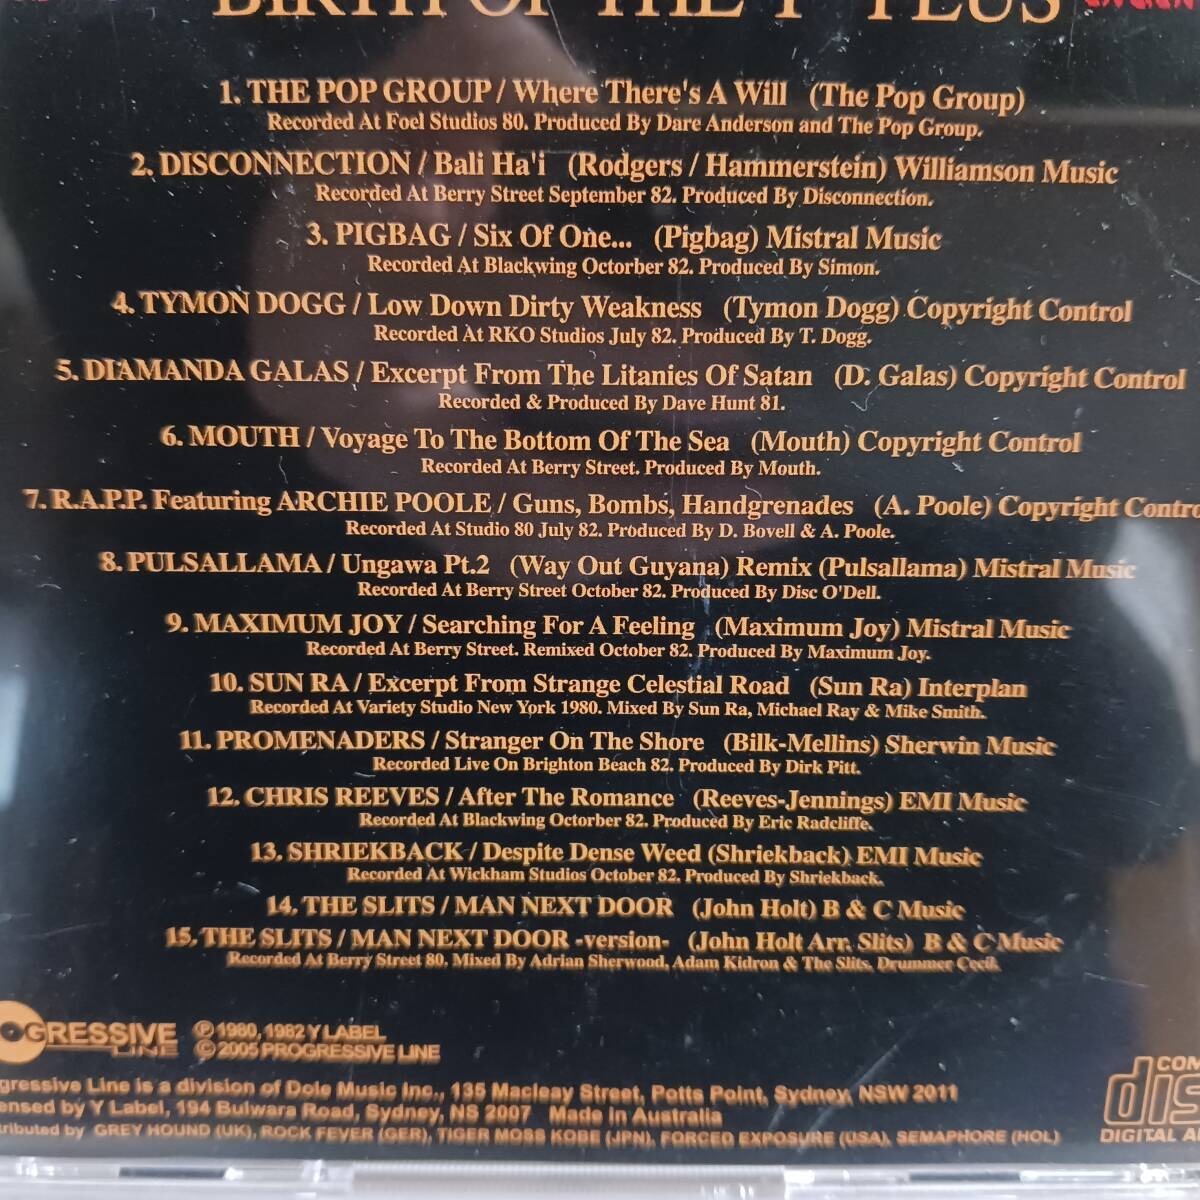 BIRTH OF THE Y PLUS
1. THE POP GROUP / Where There's A Will (The Pop Group)
Recorded At Foel Studios 80. Produced By Dare Anderson and The Pop Group.
2. DISCONNECTION / Bali Ha'i (Rodgers / Hammerstein) Williamson Music
Recorded At Berry Street September 82. Produced By Disconnection.
3. PIGBAG / Six Of One... (Pigbag) Mistral Music
Recorded At Blackwing Octorber 82. Produced By Simon.
4. TYMON DOGG / Low Down Dirty Weakness (Tymon Dogg) Copyright Control
Recorded At RKO Studios July 82. Produced By T. Dogg.
5. DIAMANDA GALAS / Excerpt From The Litanies Of Satan (D. Galas) Copyright Control
Recorded & Produced By Dave Hunt 81.
6. MOUTH / Voyage To The Bottom Of The Sea (Mouth) Copyright Control
Recorded At Berry Street. Produced By Mouth.
7. R.A.P.P. Featuring ARCHIE POOLE / Guns, Bombs, Handgrenades (A. Poole) Copyright Contro
Recorded At Studio 80 July 82. Produced By D. Bovell & A. Poole.
8. PULSALLAMA / Ungawa Pt.2 (Way Out Guyana) Remix (Pulsallama) Mistral Music
Recorded At Berry Street October 82. Produced By Disc O'Dell.
9. MAXIMUM JOY / Searching For A Feeling (Maximum Joy) Mistral Music
Recorded At Berry Street. Remixed October 82. Produced By Maximum Joy.
10. SUN RA / Excerpt From Strange Celestial Road (Sun Ra) Interplan
Recorded At Variety Studio New York 1980. Mixed By Sun Ra, Michael Ray & Mike Smith.
11. PROMENADERS / Stranger On The Shore (Bilk-Mellins) Sherwin Music
Recorded Live On Brighton Beach 82. Produced By Dirk Pitt.
12. CHRIS REEVES / After The Romance (Reeves-Jennings) EMI Music
Recorded At Blackwing Octorber 82. Produced By Eric Radcliffe.
13. SHRIEKBACK / Despite Dense Weed (Shriekback) EMI Music
Recorded At Wickham Studios October 82. Produced By Shriekback.
14. THE SLITS / MAN NEXT DOOR (John Holt) B & C Music
15. THE SLITS / MAN NEXT DOOR -version- (John Holt Arr. Slits) B & C Music
Recorded At Berry Street 80. Mixed By Adrian Sherwood, Adam Kidron & The Slits. Drummer Cecil.
OGRESSIVE LINE
Ⓟ 1980, 1982 Y LABEL
© 2005 PROGRESSIVE LINE
gressive Line is a division of Dole Music Inc., 135 Macleay Street, Potts Point, Sydney, NSW 2011
ensed by Y Label, 194 Bulwara Road, Sydney, NS 2007 Made in Australia
tributed by GREY HOUND (UK), ROCK FEVER (GER), TIGER MOSS KOBE (JPN), FORCED EXPOSURE (USA), SEMAPHORE (HOL)
COM
dis
DIGITAL A